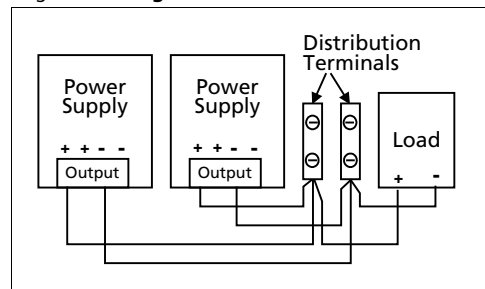 Distribution
Terminals
Power
Supply
+ + - -
Output
Power
Supply
+ + - -
Output
Load
+ -